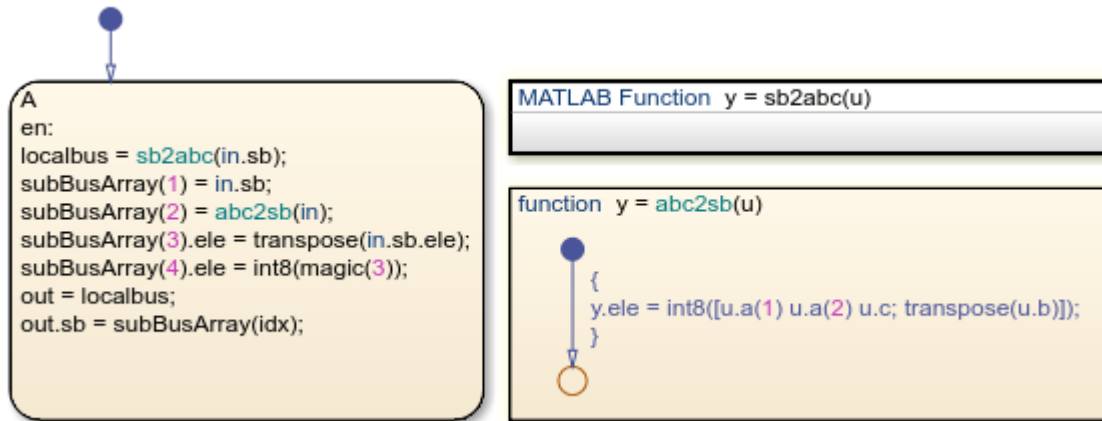 A
en:
localbus = sb2abc(in.sb);
subBusArray(1) = in.sb;
subBusArray(2) = abc2sb(in);
subBusArray(3).ele = transpose(in.sb.ele);
subBusArray(4).ele = int8(magic(3));
out = localbus;
out.sb = subBusArray(idx);
MATLAB Function y = sb2abc(u)
function y = abc2sb(u)
{
y.ele = int8([u.a(1) u.a(2) u.c; transpose(u.b)]);
}